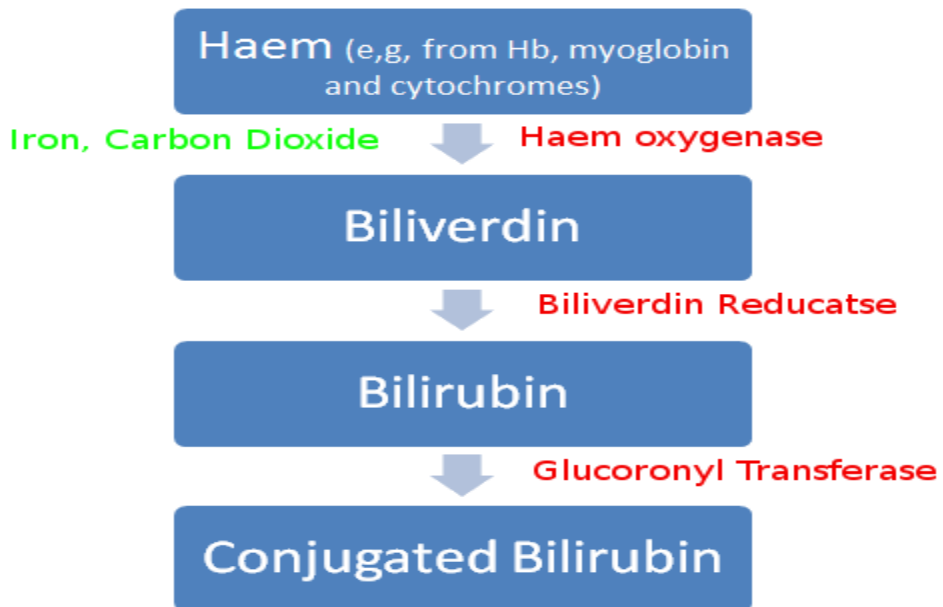 Haem (e,g, from Hb, myoglobin
and cytochromes)
Iron, Carbon Dioxide
Haem oxygenase
Biliverdin
Biliverdin Reducatse
Bilirubin
Glucoronyl Transferase
Conjugated Bilirubin